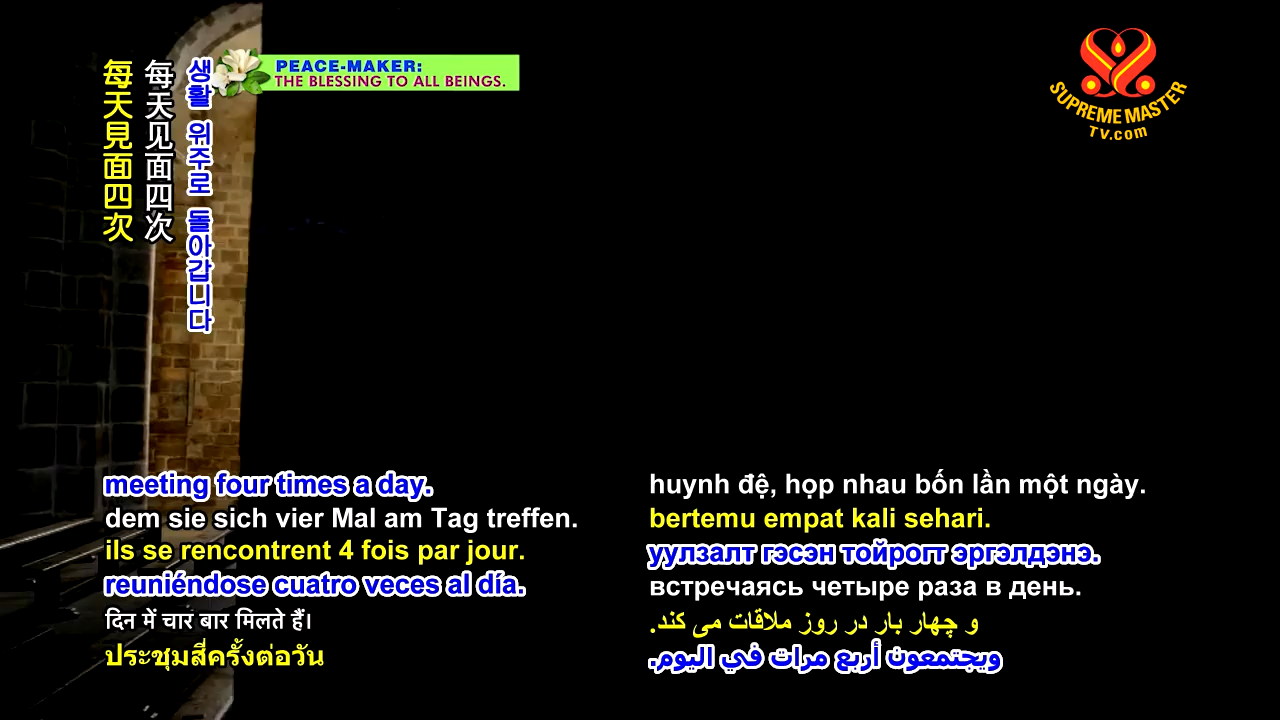 PEACE-MAKER:
THE BLESSING TO ALL BEINGS.
SUPREME MASTER
TV.com
每天見面四次
每天见面四次
생활 위주로 돌아갑니다
meeting four times a day.
dem sie sich vier Mal am Tag treffen.
ils se rencontrent 4 fois par jour.
reuniéndose cuatro veces al día.
दिन में चार बार मिलते हैं।
ประชุมสี่ครั้งต่อวัน
huynh đệ, họp nhau bốn lần một ngày.
bertemu empat kali sehari.
уулзалт гэсэн тойрогт эргэлдэнэ.
встречаясь четыре раза в день.
و چهار بار در روز ملاقات می کند.
ويجتمعون أربع مرات في اليوم.